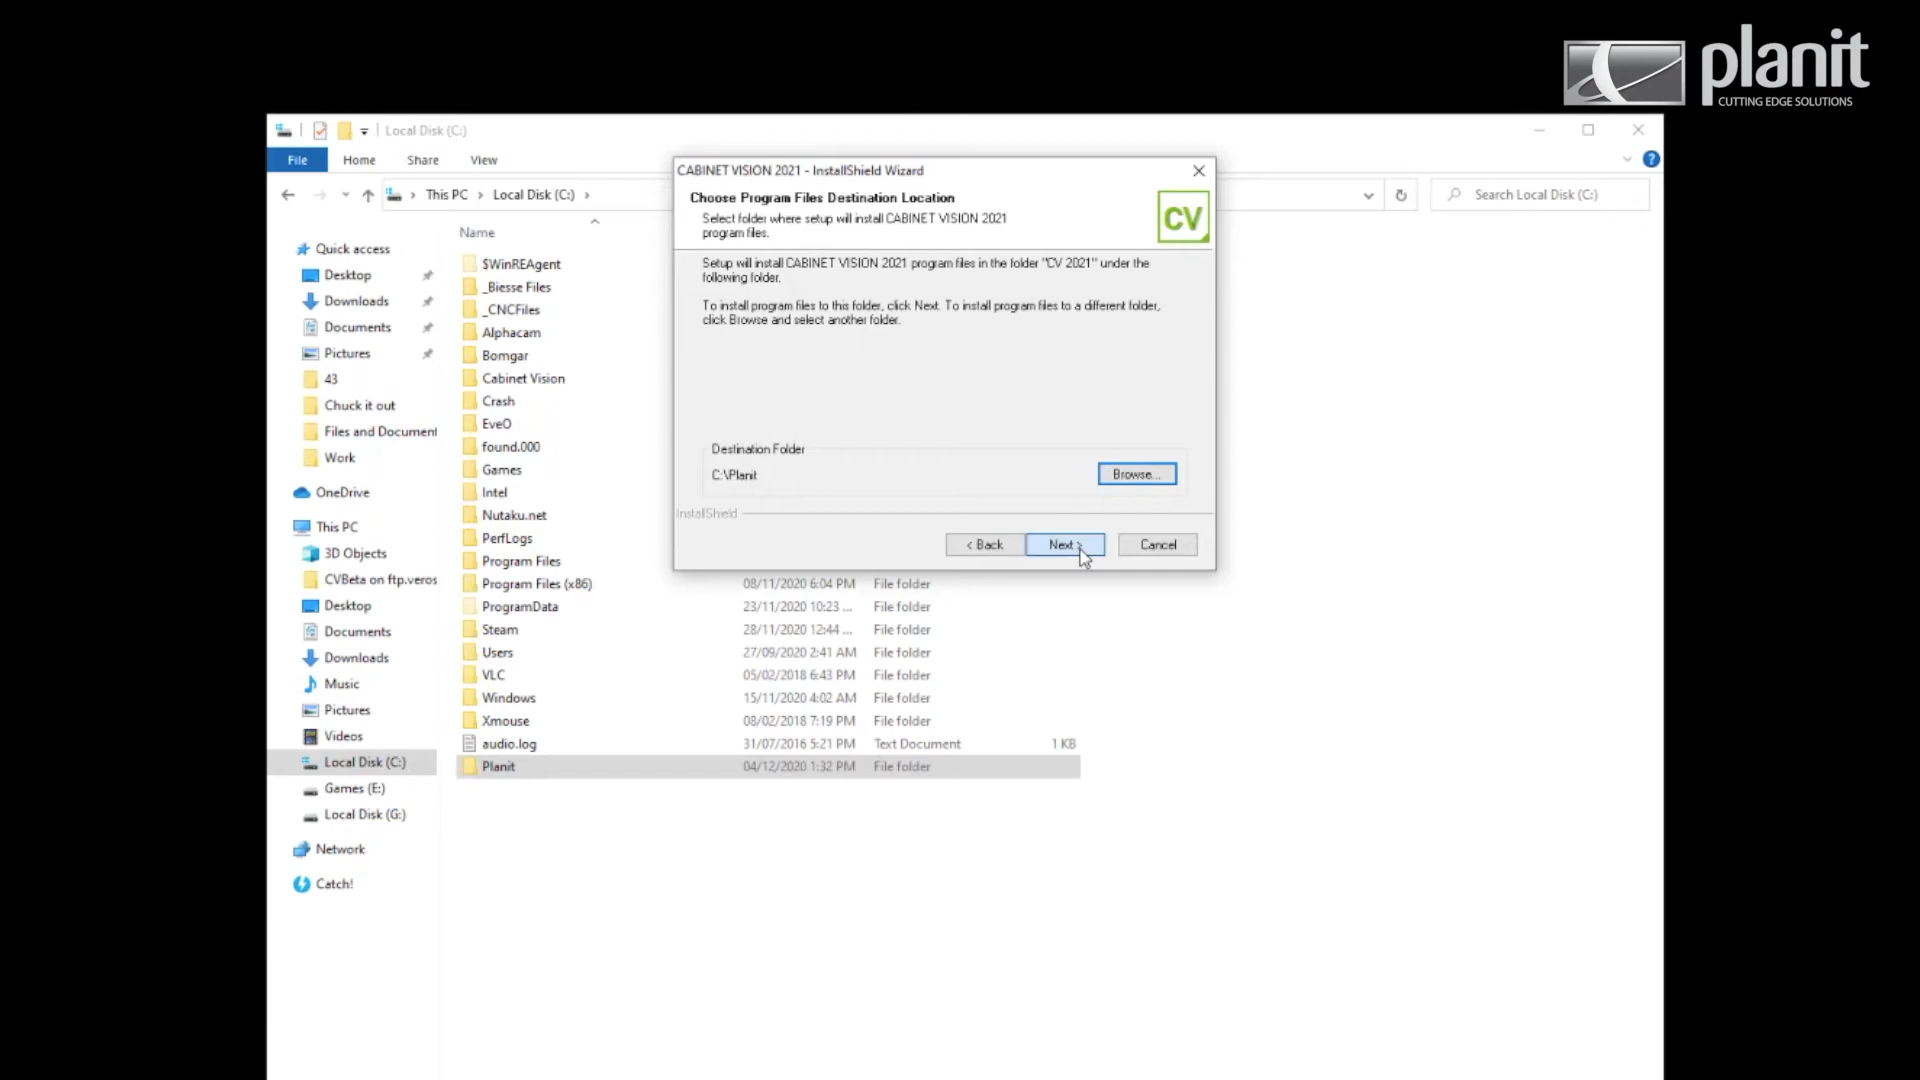 planit
CUTTING EDGE SOLUTIONS
Local Disk (C:)
File Home Share View
This PC Local Disk (C:)
Search Local Disk (C:)
CABINET VISION 2021 - InstallShield Wizard
Choose Program Files Destination Location
Select folder where setup will install CABINET VISION 2021
program files.
CV
Setup will install CABINET VISION 2021 program files in the folder "CV 2021" under the
following folder.
To install program files to this folder, click Next. To install program files to a different folder,
click Browse and select another folder.
Destination Folder
C:\Planit
Browse...
InstallShield
< Back Next > Cancel
Quick access
Desktop
Downloads
Documents
Pictures
43
Chuck it out
Files and Document
Work
OneDrive
This PC
3D Objects
CVBeta on ftp.veros
Desktop
Documents
Downloads
Music
Pictures
Videos
Local Disk (C:)
Games (E:)
Local Disk (G:)
Network
Catch!
Name
$WinREAgent
_Biesse Files
_CNCFiles
Alphacam
Bomgar
Cabinet Vision
Crash
EveO
found.000
Games
Intel
Nutaku.net
PerfLogs
Program Files
Program Files (x86) 08/11/2020 6:04 PM File folder
ProgramData 23/11/2020 10:23 ... File folder
Steam 28/11/2020 12:44 ... File folder
Users 27/09/2020 2:41 AM File folder
VLC 05/02/2018 6:43 PM File folder
Windows 15/11/2020 4:02 AM File folder
Xmouse 08/02/2018 7:19 PM File folder
audio.log 31/07/2016 5:21 PM Text Document 1 KB
Planit 04/12/2020 1:32 PM File folder